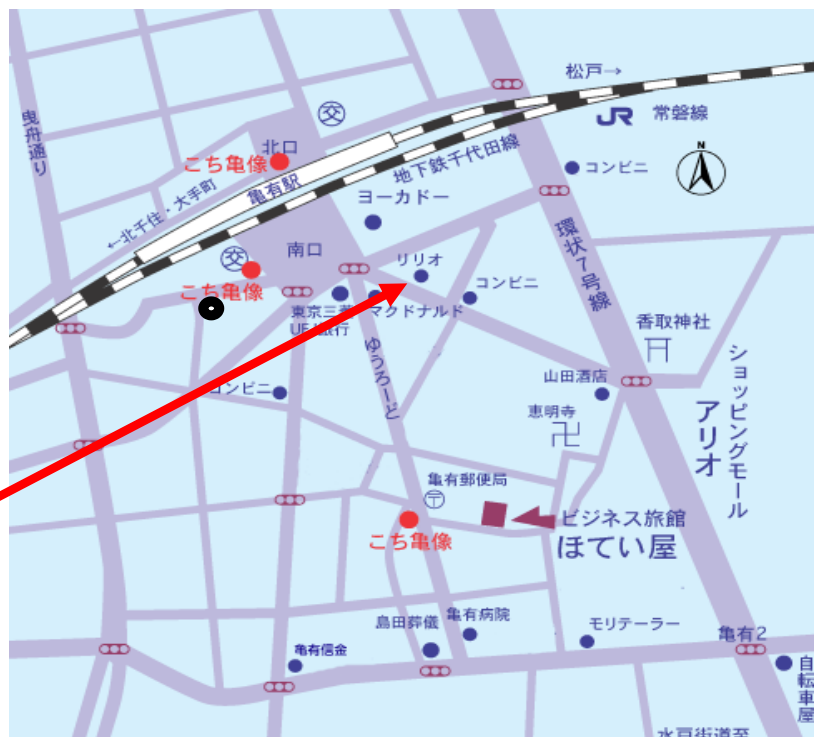 松戸→
JR 常磐線
曳舟通り
交
北口
こち亀像
地下鉄千代田線
コンビニ
N
亀有駅
←北千住・大手町
ヨーカドー
環状7号線
南口
交
リリオ
コンビニ
こち亀像
東京三菱
UFJ銀行
マクドナルド
香取神社
ゆうろーど
ショッピングモール
アリオ
コンビニ
山田酒店
恵明寺
卍
亀有郵便局
〒
ビジネス旅館
ほてい屋
こち亀像
島田葬儀
亀有病院
モリテーラー
亀有2
亀有信金
自転車屋
水戸街道至